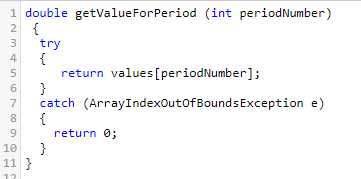 1 double getValueForPeriod (int periodNumber)
2 {
3 try
4 {
5 return values[periodNumber];
6 }
7 catch (ArrayIndexOutOfBoundsException e)
8 {
9 return 0;
10 }
11 }